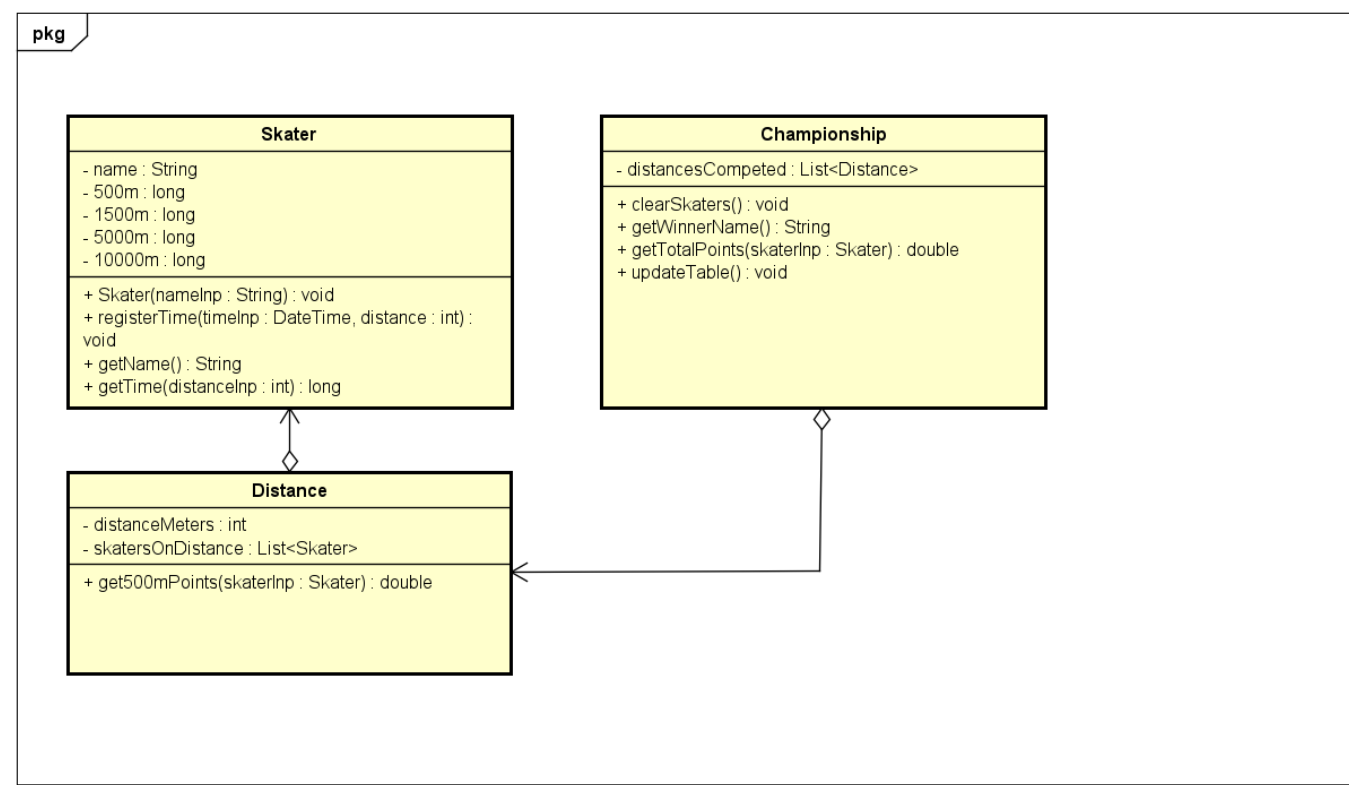 pkg
Skater
- name : String
- 500m : long
- 1500m : long
- 5000m : long
- 10000m : long
+ Skater(nameInp : String) : void
+ registerTime(timeInp : DateTime, distance : int) :
void
+ getName() : String
+ getTime(distanceInp : int) : long
Championship
- distancesCompeted : List<Distance>
+ clearSkaters() : void
+ getWinnerName() : String
+ getTotalPoints(skaterInp : Skater) : double
+ updateTable() : void
Distance
- distanceMeters : int
- skatersOnDistance : List<Skater>
+ get500mPoints(skaterInp : Skater) : double